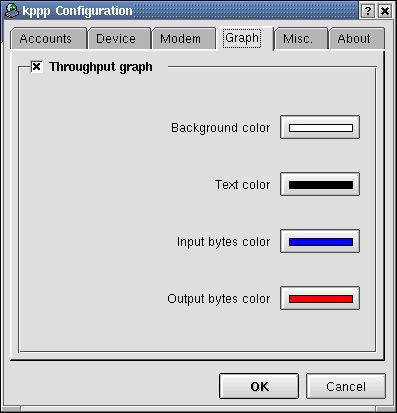 kppp Configuration
Accounts Device Modem Graph Misc. About
Throughput graph
Background color
Text color
Input bytes color
Output bytes color
OK Cancel